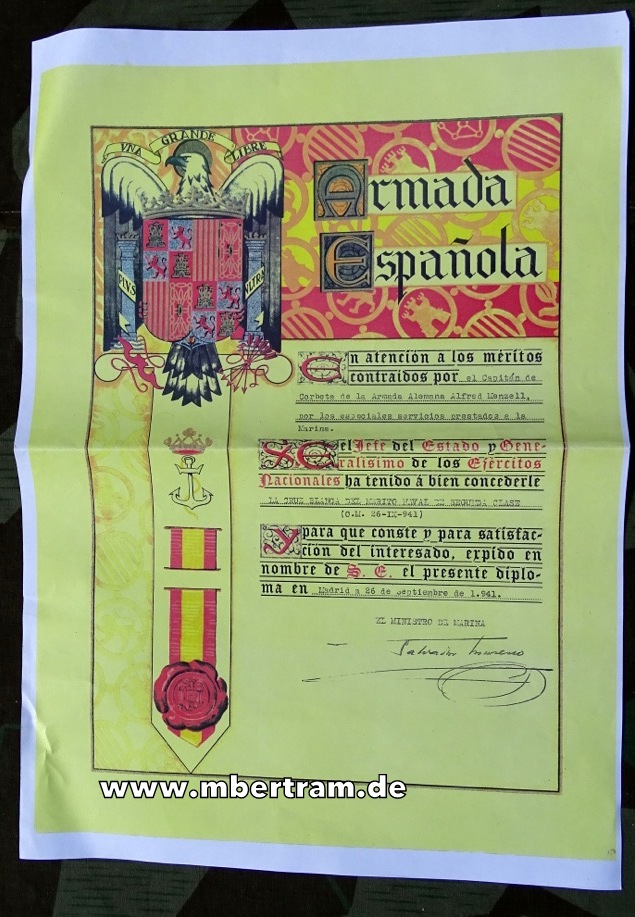 UNA GRANDE LIBRE
PLVS VLTRA
Armada
Española
En atención a los méritos
contraidos por el Capitán de
Corbeta de la Armada Alemana Alfred Menzell,
por los especiales servicios prestados a la
Marina.
S.E. el Jefe del Estado y Gene-
ralísimo de los Ejércitos
Nacionales ha tenido á bien concederle
LA CRUZ BLANCA DEL MERITO NAVAL DE SEGUNDA CLASE
(O.M. 26-IX-941)
Y para que conste y para satisfac-
ción del interesado, expido en
nombre de S. E. el presente diplo-
ma en Madrid a 26 de Septiembre de 1.941.
EL MINISTRO DE MARINA
Salvador Moreno
www.mbertram.de